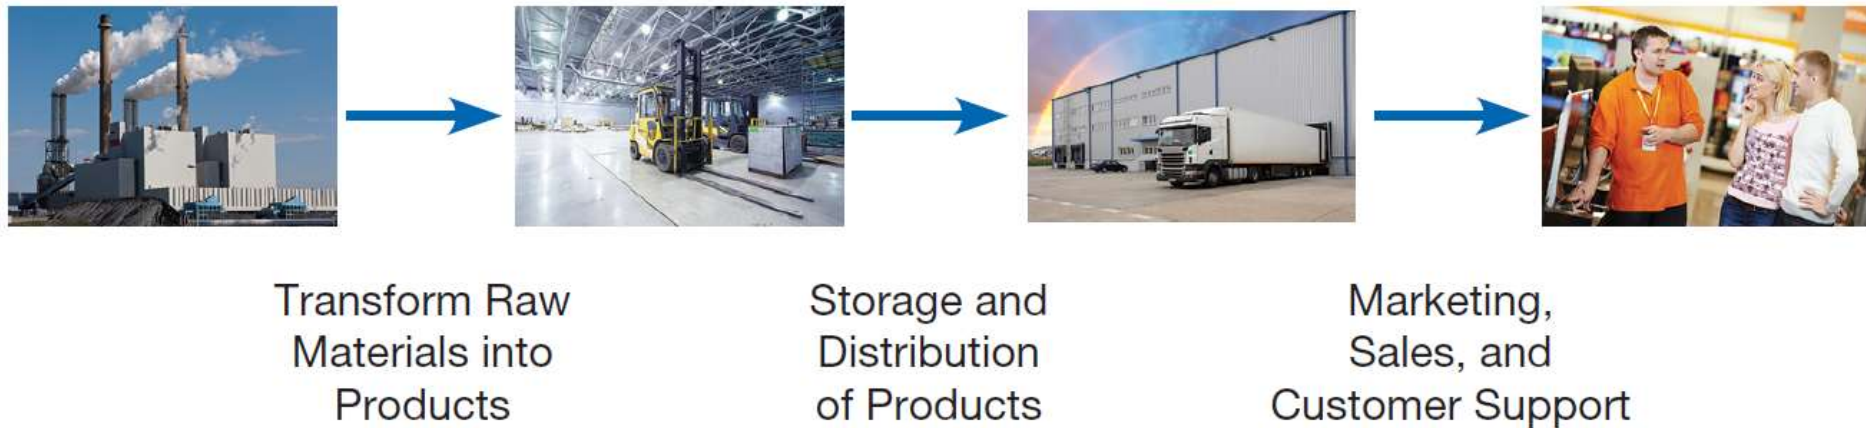 Transform Raw
Materials into
Products
Storage and
Distribution
of Products
Marketing,
Sales, and
Customer Support